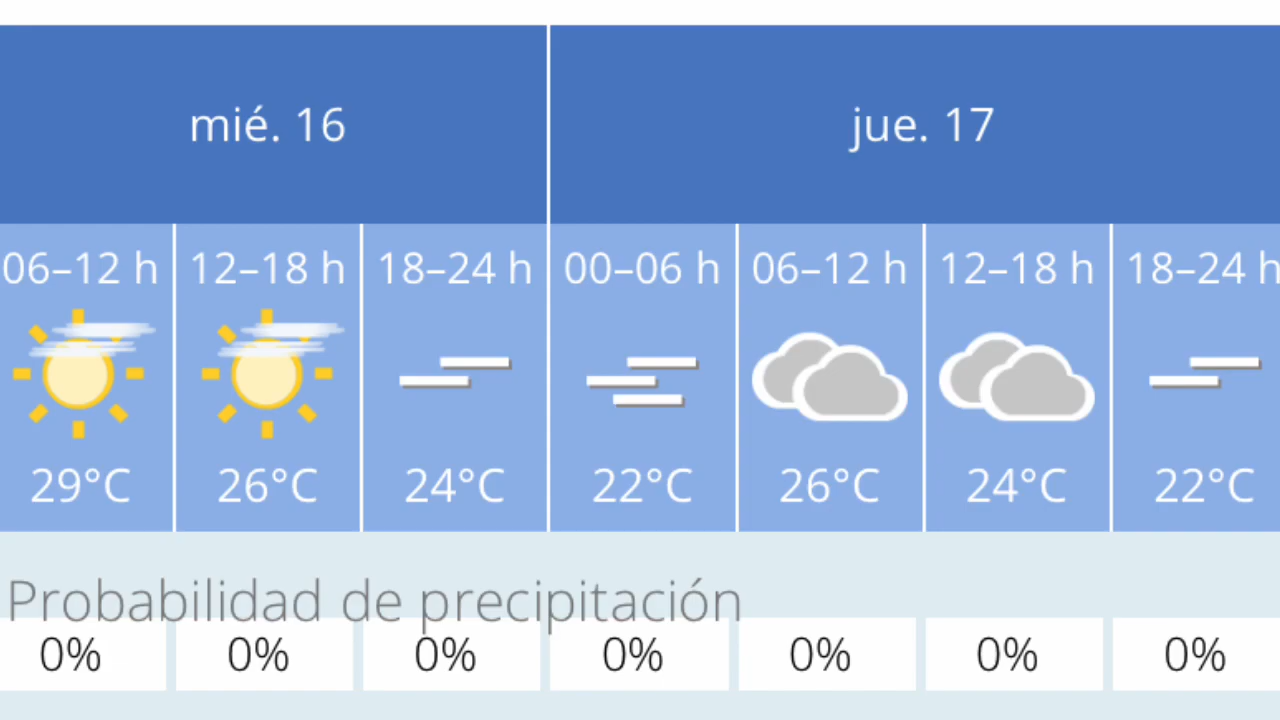 mié. 16 jue. 17
06–12 h 12–18 h 18–24 h 00–06 h 06–12 h 12–18 h 18–24 h
29°C 26°C 24°C 22°C 26°C 24°C 22°C
Probabilidad de precipitación
0% 0% 0% 0% 0% 0% 0%